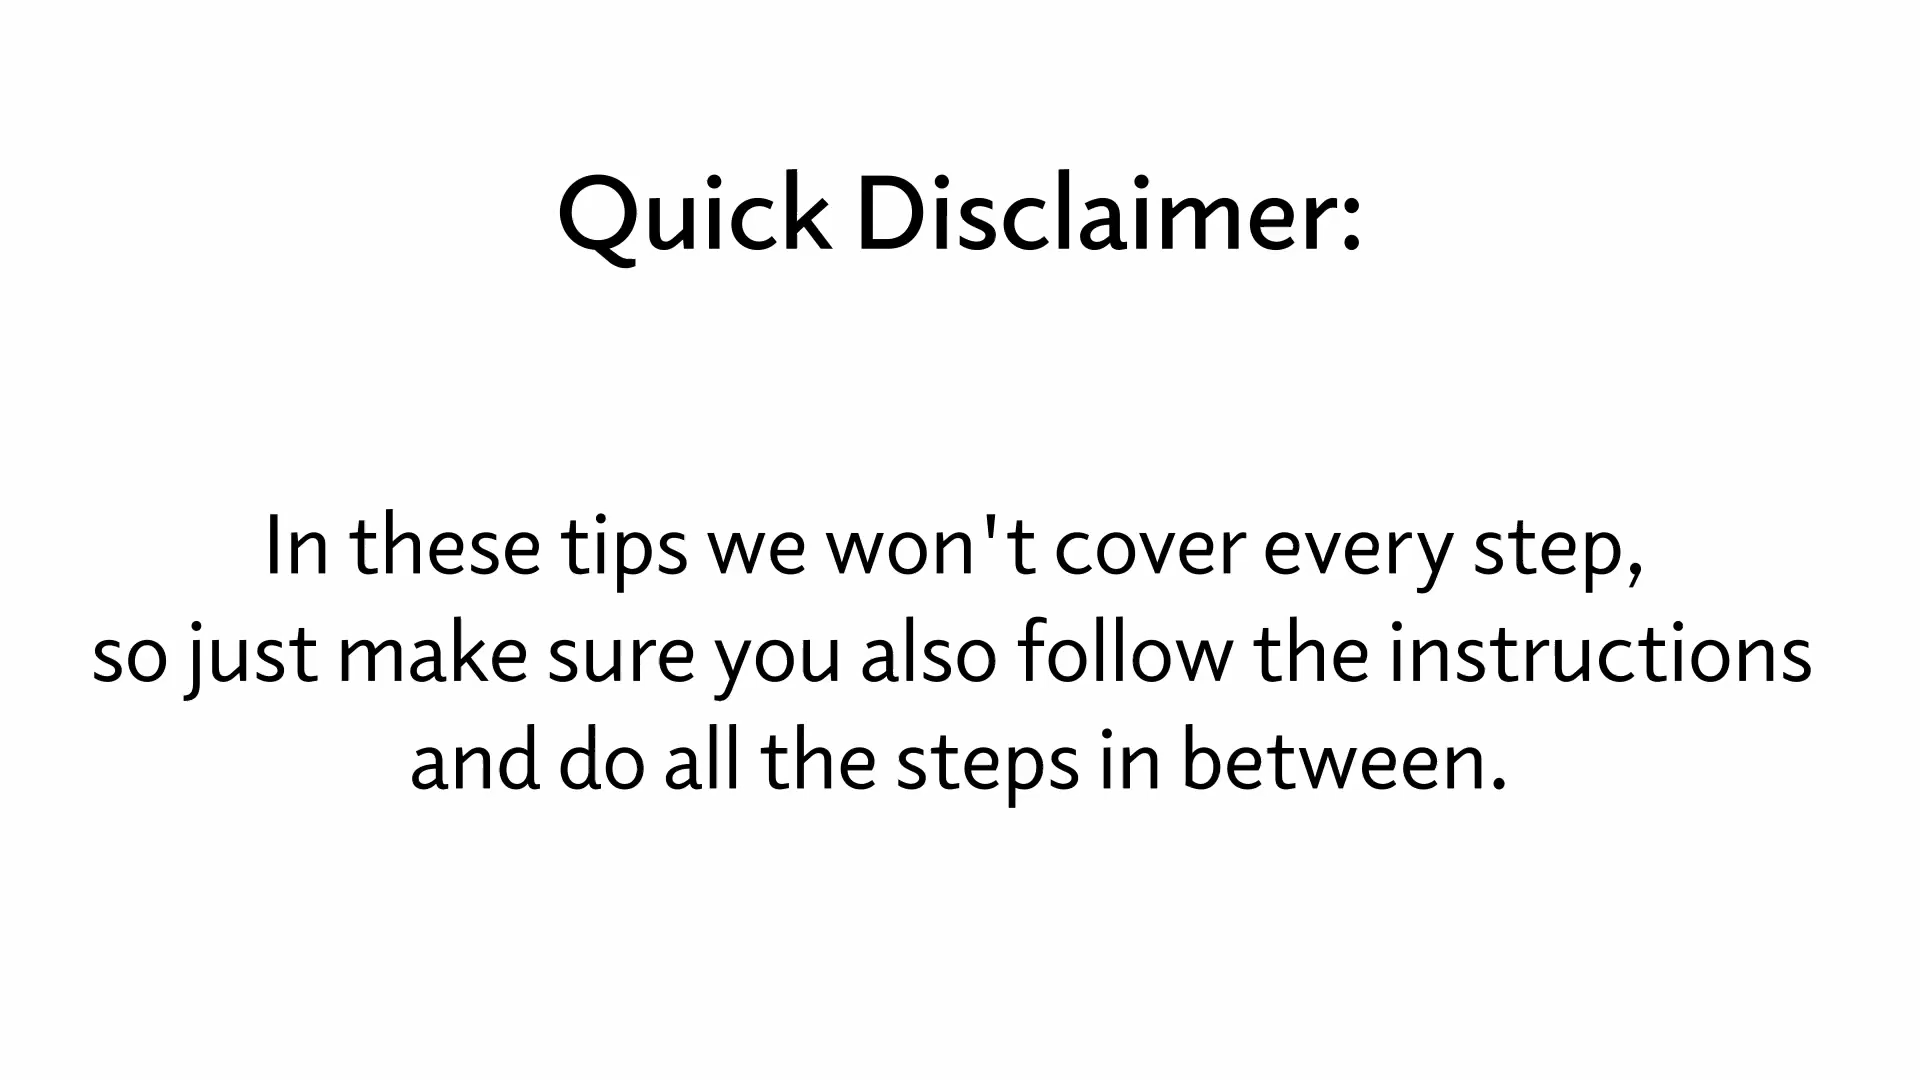 Quick Disclaimer:
In these tips we won't cover every step,
so just make sure you also follow the instructions
and do all the steps in between.